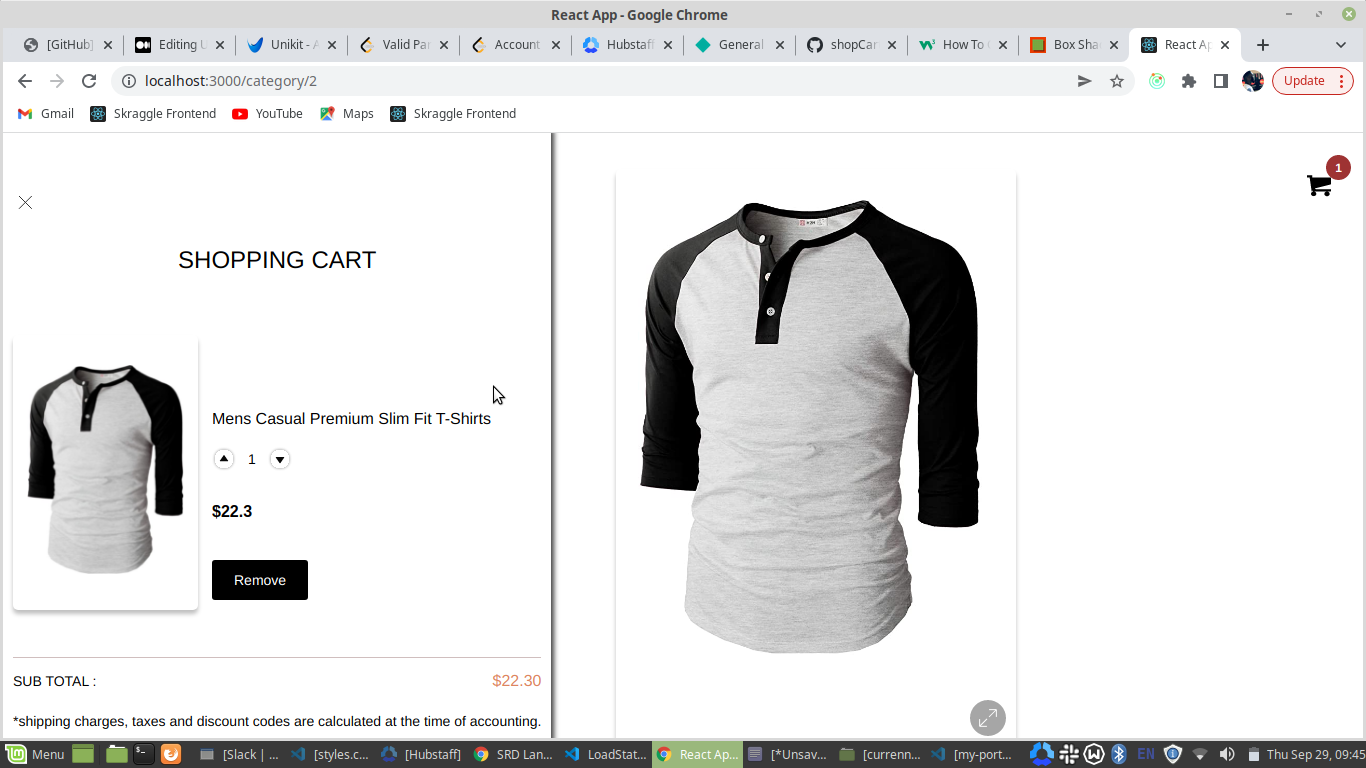 React App - Google Chrome
[GitHub]
Editing U
Unikit - A
Valid Par
Account
Hubstaff
General
shopCar
How To
Box Sha
React Ap
localhost:3000/category/2
Update
Gmail
Skraggle Frontend
YouTube
Maps
Skraggle Frontend
1
SHOPPING CART
Mens Casual Premium Slim Fit T-Shirts
1
$22.3
Remove
SUB TOTAL :
$22.30
*shipping charges, taxes and discount codes are calculated at the time of accounting.
Menu
[Slack | ...
[styles.c...
[Hubstaff]
SRD Lan...
LoadStat...
React Ap...
[*Unsav...
[currenn...
[my-port...
EN
Thu Sep 29, 09:45